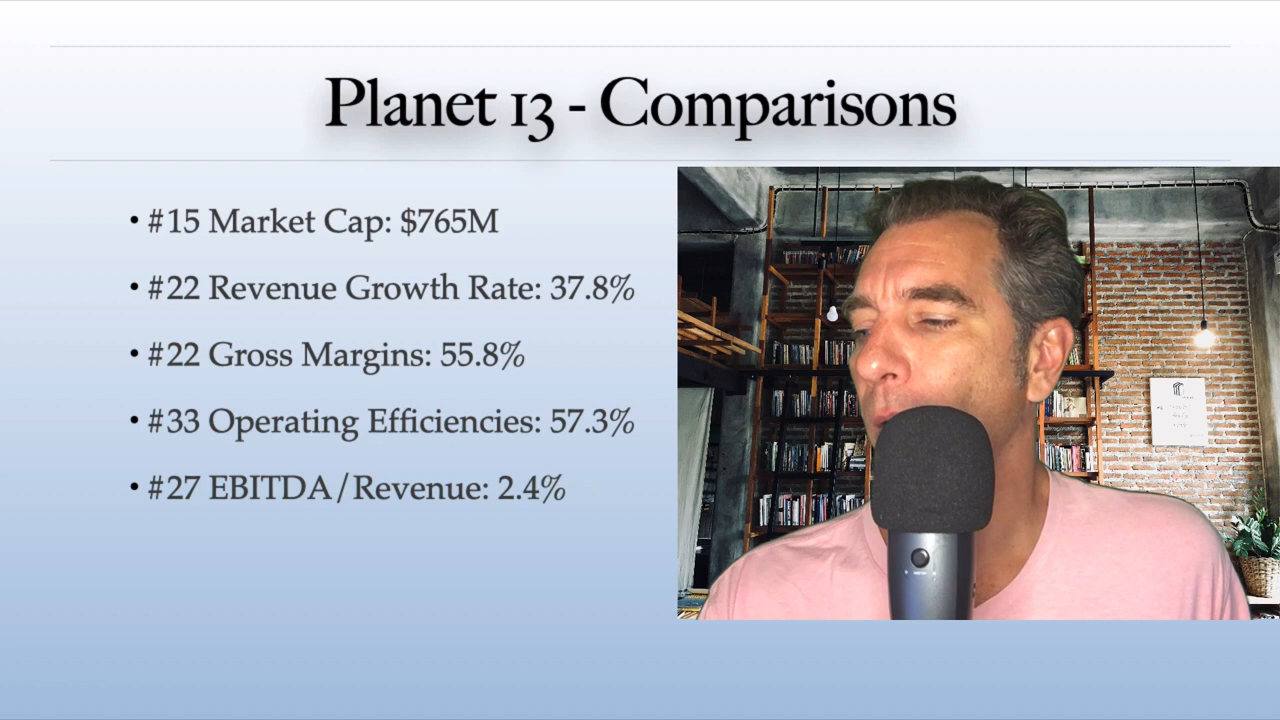 Planet 13 - Comparisons
• #15 Market Cap: $765M
• #22 Revenue Growth Rate: 37.8%
• #22 Gross Margins: 55.8%
• #33 Operating Efficiencies: 57.3%
• #27 EBITDA/Revenue: 2.4%